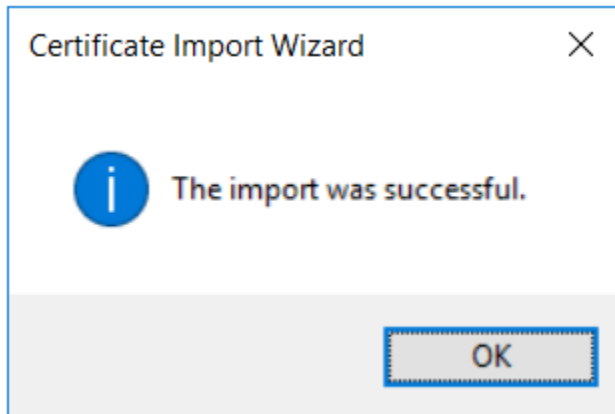 Certificate Import Wizard
The import was successful.
OK